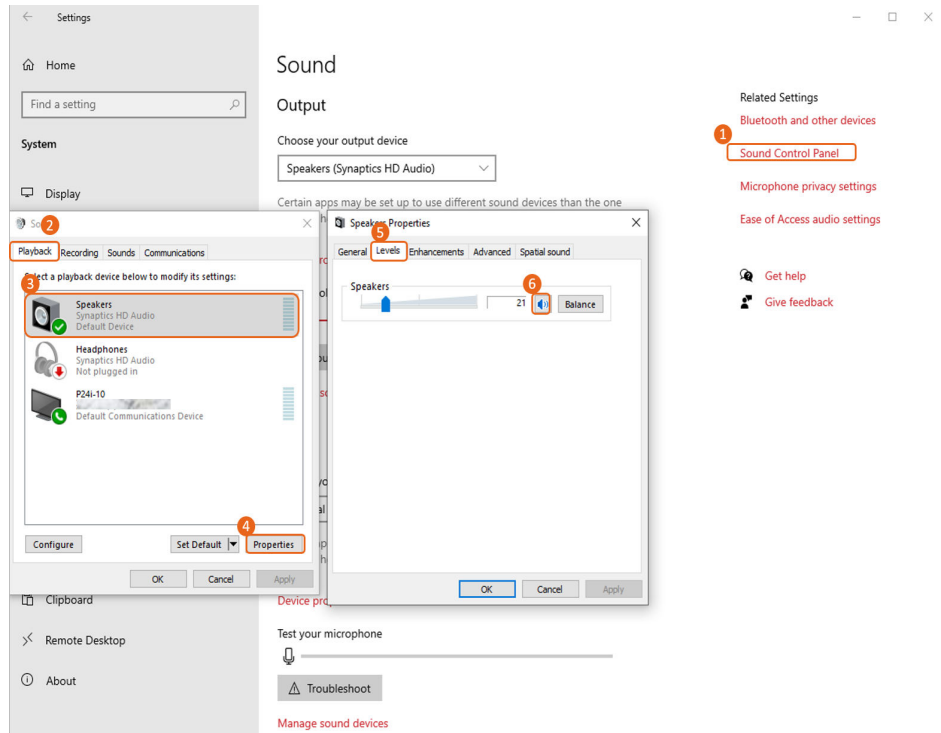 Settings
Home
Find a setting
System
Display
Clipboard
Remote Desktop
About
Sound
Output
Choose your output device
Speakers (Synaptics HD Audio)
Certain apps may be set up to use different sound devices than the one
Device
Test your microphone
Troubleshoot
Manage sound devices
Related Settings
Bluetooth and other devices
1
Sound Control Panel
Microphone privacy settings
Ease of Access audio settings
Get help
Give feedback
2
Playback Recording Sounds Communications
a playback device below to modify its settings:
3
Speakers
Synaptics HD Audio
Default Device
Headphones
Synaptics HD Audio
Not plugged in
P24i-10
Default Communications Device
4
Configure Set Default Properties
OK Cancel Apply
Speakers Properties
5
General Levels Enhancements Advanced Spatial sound
Speakers
6
21 Balance
OK Cancel Apply